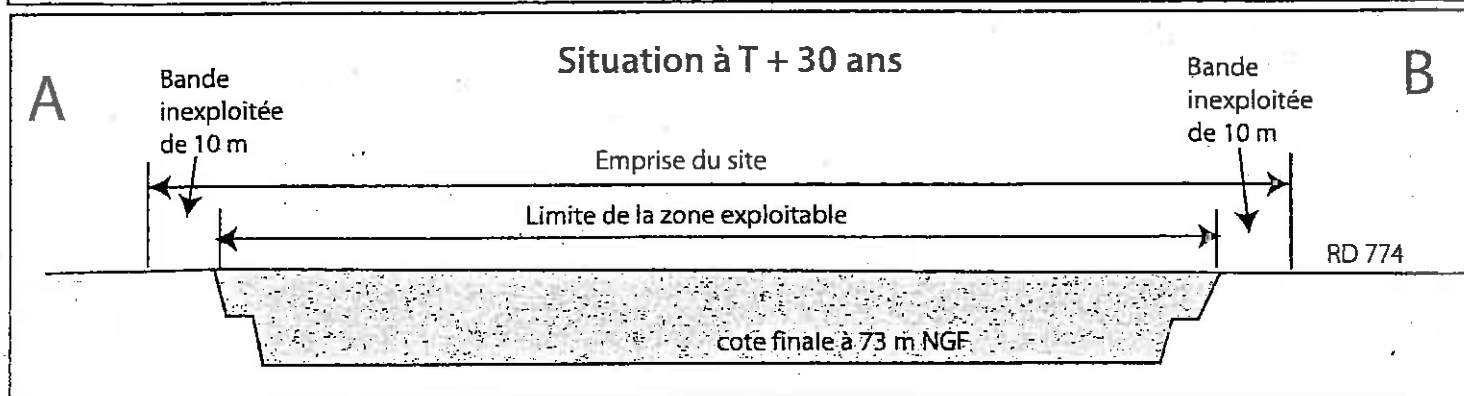 Situation à T + 30 ans
A
Bande
inexploitée
de 10 m
Bande
inexploitée
de 10 m
B
Emprise du site
Limite de la zone exploitable
RD 774
cote finale à 73 m NGF